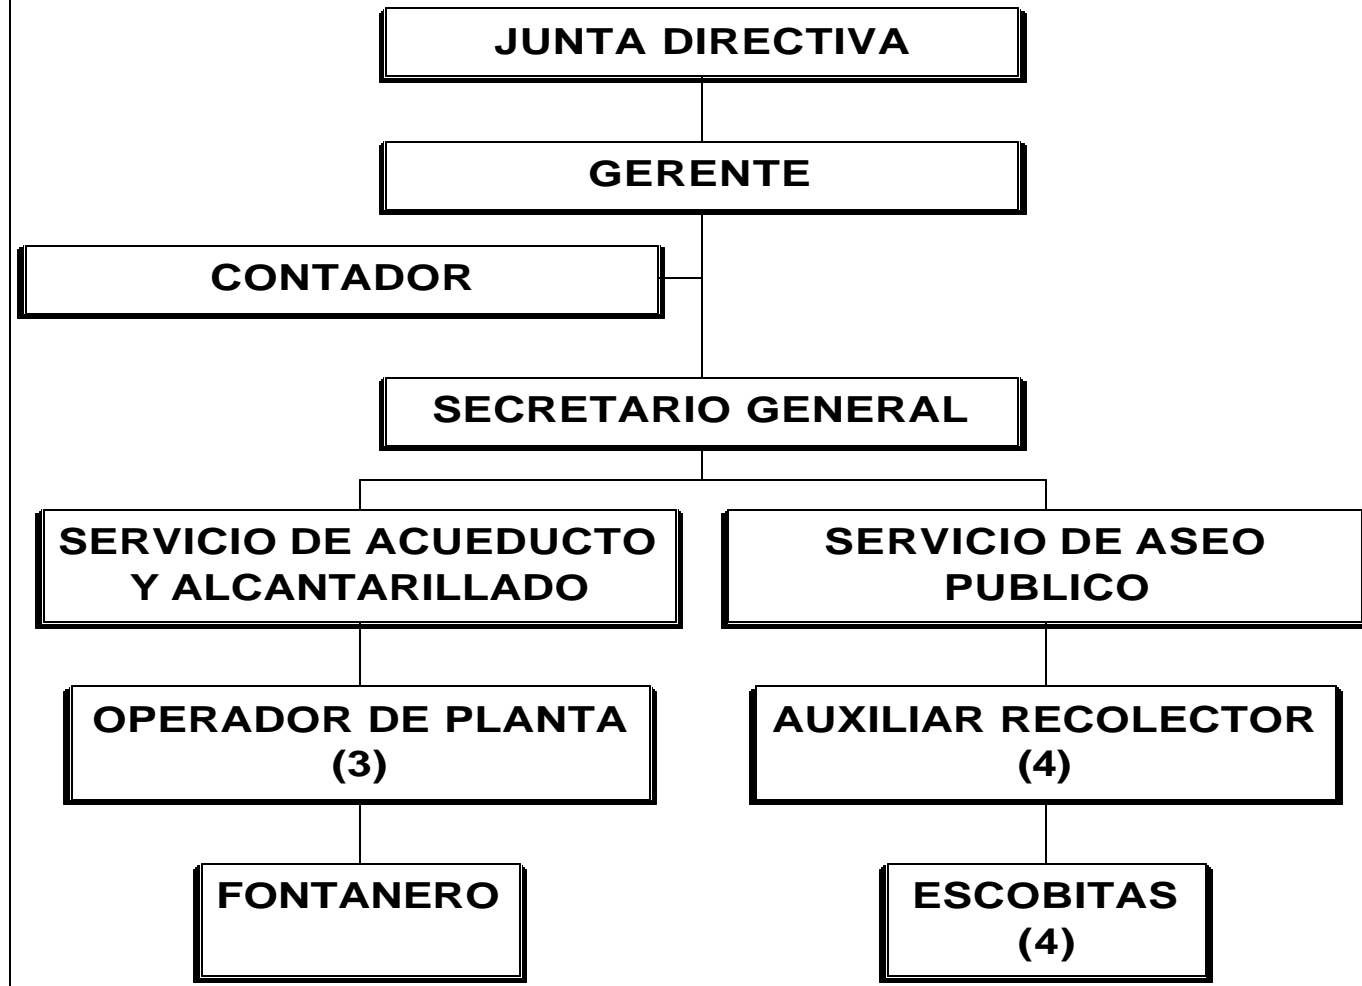 JUNTA DIRECTIVA
GERENTE
CONTADOR
SECRETARIO GENERAL
SERVICIO DE ACUEDUCTO
Y ALCANTARILLADO
SERVICIO DE ASEO
PUBLICO
OPERADOR DE PLANTA
(3)
AUXILIAR RECOLECTOR
(4)
FONTANERO
ESCOBITAS
(4)